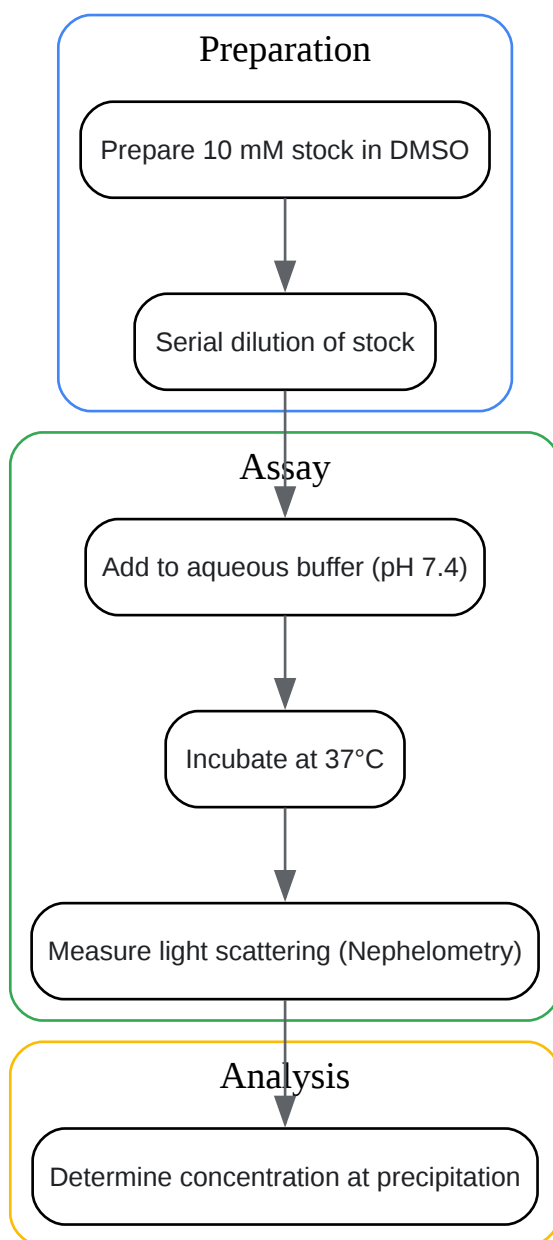 Preparation
Prepare 10 mM stock in DMSO
Serial dilution of stock
Assay
Add to aqueous buffer (pH 7.4)
Incubate at 37°C
Measure light scattering (Nephelometry)
Analysis
Determine concentration at precipitation